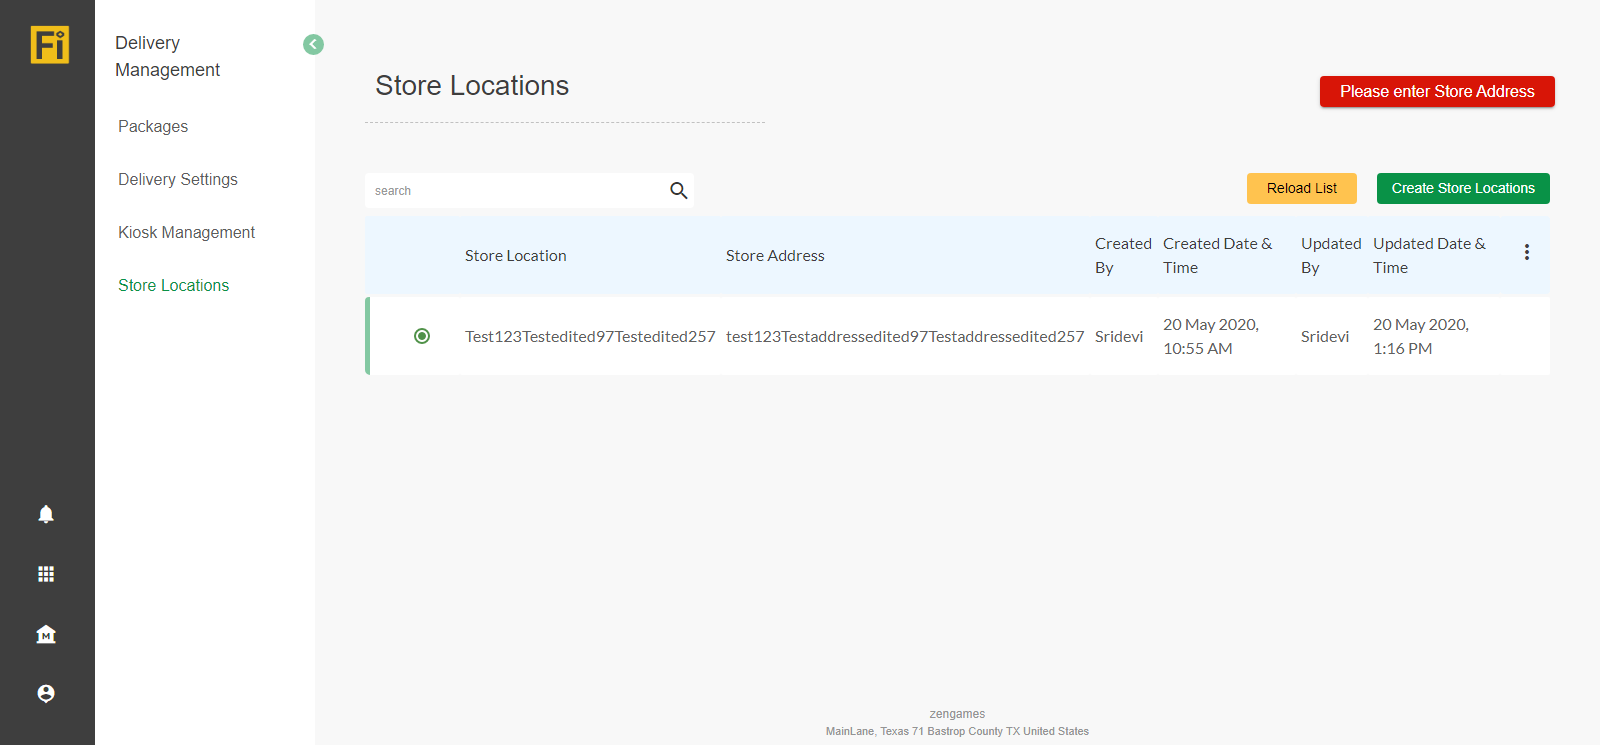 Fi
Delivery
Management
Packages
Delivery Settings
Kiosk Management
Store Locations
Store Locations
Please enter Store Address
search
Reload List
Create Store Locations
Store Location
Store Address
Created
By
Created Date &
Time
Updated
By
Updated Date &
Time
Test123Testedited97Testedited257
test123Testaddressedited97Testaddressedited257
Sridevi
20 May 2020,
10:55 AM
Sridevi
20 May 2020,
1:16 PM
M
zengames
MainLane, Texas 71 Bastrop County TX United States